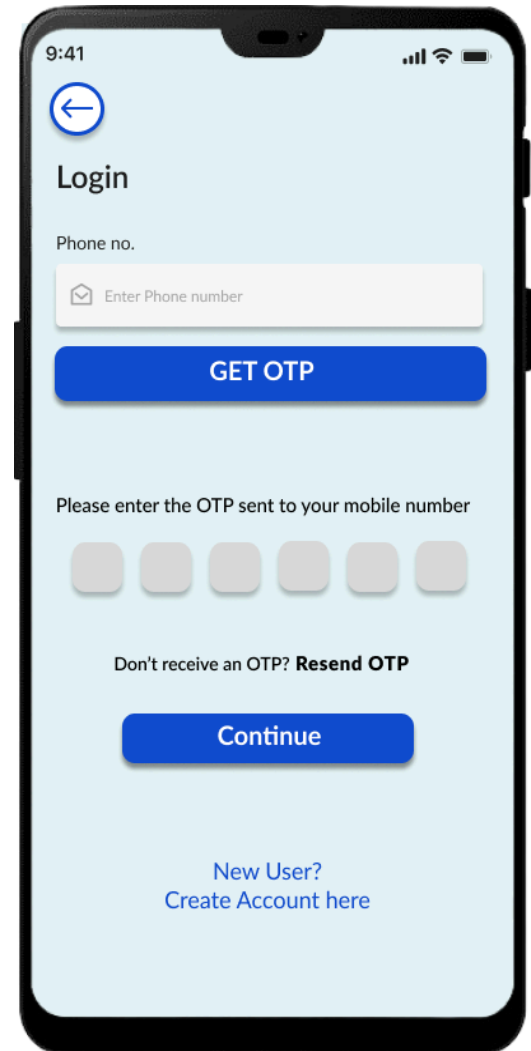 9:41
Login
Phone no.
Enter Phone number
GET OTP
Please enter the OTP sent to your mobile number
Don't receive an OTP? Resend OTP
Continue
New User?
Create Account here